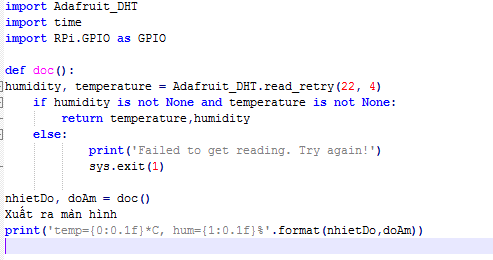 import Adafruit_DHT
import time
import RPi.GPIO as GPIO
def doc():
humidity, temperature = Adafruit_DHT.read_retry(22, 4)
if humidity is not None and temperature is not None:
return temperature,humidity
else:
print('Failed to get reading. Try again!')
sys.exit(1)
nhietDo, doAm = doc()
Xuất ra màn hình
print('temp={0:0.1f}*C, hum={1:0.1f}%'.format(nhietDo,doAm))